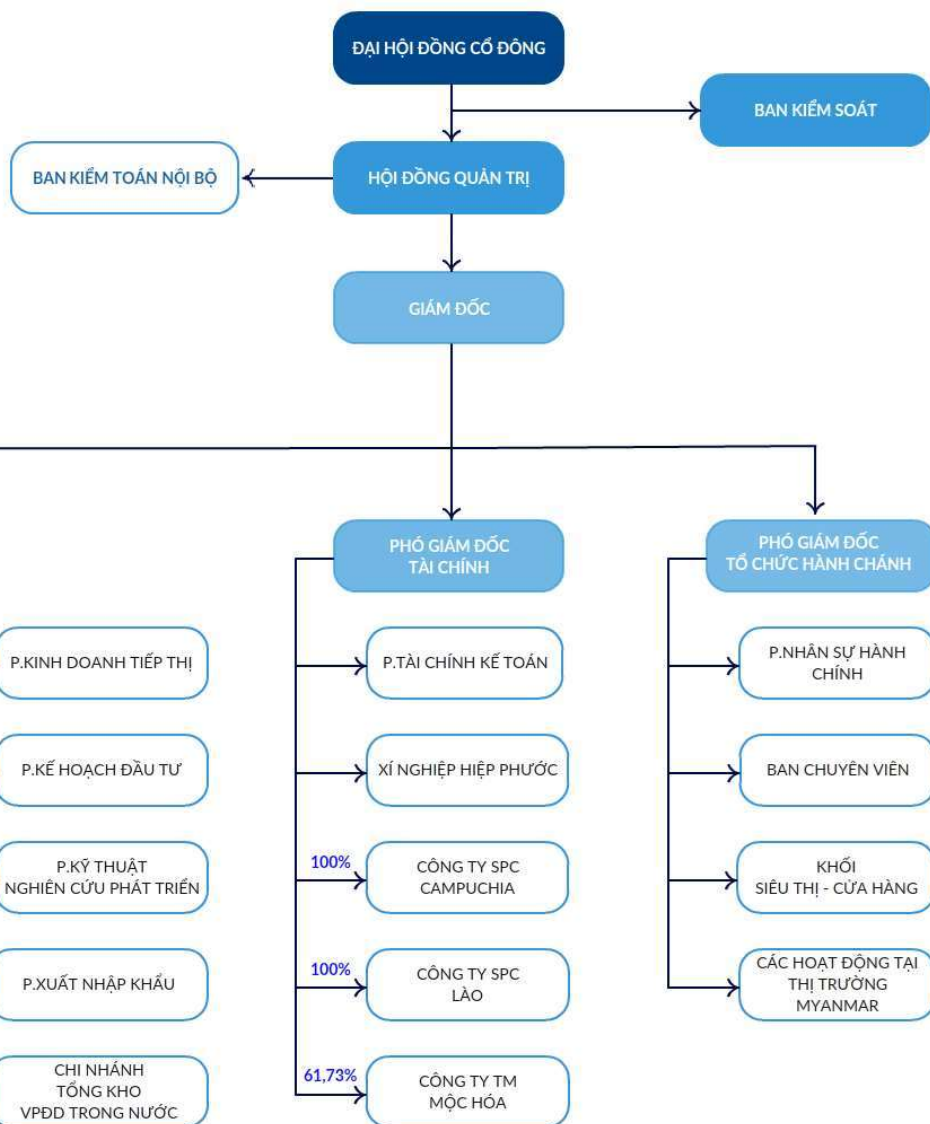 ĐẠI HỘI ĐỒNG CỔ ĐÔNG
BAN KIỂM SOÁT
BAN KIỂM TOÁN NỘI BỘ
HỘI ĐỒNG QUẢN TRỊ
GIÁM ĐỐC
PHÓ GIÁM ĐỐC
TÀI CHÍNH
PHÓ GIÁM ĐỐC
TỔ CHỨC HÀNH CHÁNH
P.KINH DOANH TIẾP THỊ
P.TÀI CHÍNH KẾ TOÁN
P.NHÂN SỰ HÀNH
CHÍNH
P.KẾ HOẠCH ĐẦU TƯ
XÍ NGHIỆP HIỆP PHƯỚC
BAN CHUYÊN VIÊN
P.KỸ THUẬT
NGHIÊN CỨU PHÁT TRIỂN
100%
CÔNG TY SPC
CAMPUCHIA
KHỐI
SIÊU THỊ - CỬA HÀNG
P.XUẤT NHẬP KHẨU
100%
CÔNG TY SPC
LÀO
CÁC HOẠT ĐỘNG TẠI
THỊ TRƯỜNG
MYANMAR
CHI NHÁNH
TỔNG KHO
VPĐD TRONG NƯỚC
61,73%
CÔNG TY TM
MỘC HÓA